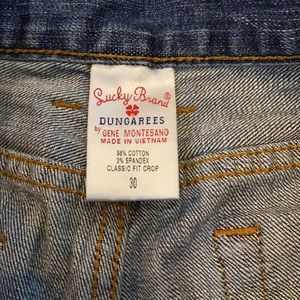 Lucky Brand®
DUNGAREES
by GENE MONTESANO
MADE IN VIETNAM
98% COTTON
2% SPANDEX
CLASSIC FIT CROP
30